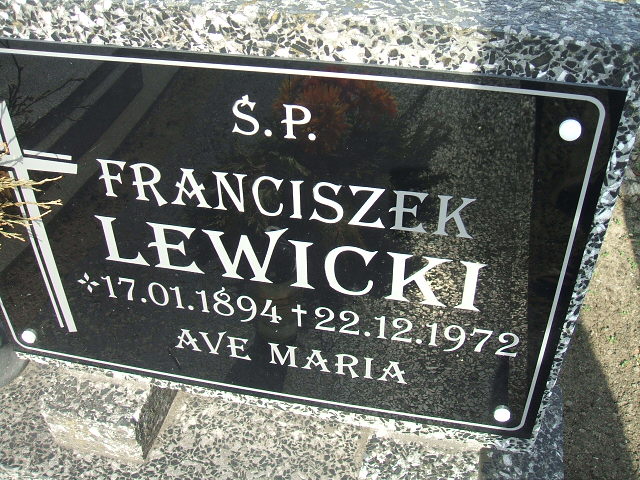 Ś.P.
FRANCISZEK
LEWICKI
*17.01.1894 †22.12.1972
AVE MARIA